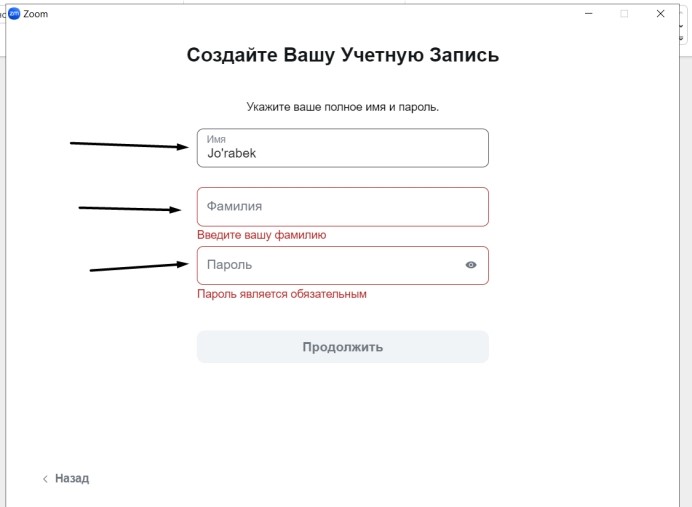 Zoom
Создайте Вашу Учетную Запись
Укажите ваше полное имя и пароль.
Имя
Jo'rabek
Фамилия
Введите вашу фамилию
Пароль
Пароль является обязательным
Продолжить
Назад